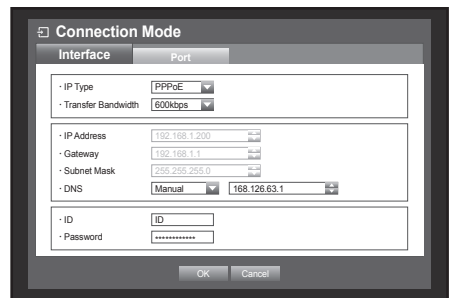 Connection Mode
Interface Port
· IP Type PPPoE
· Transfer Bandwidth 600kbps
· IP Address 192.168.1.200
· Gateway 192.168.1.1
· Subnet Mask 255.255.255.0
· DNS Manual 168.126.63.1
· ID ID
· Password ************
OK Cancel